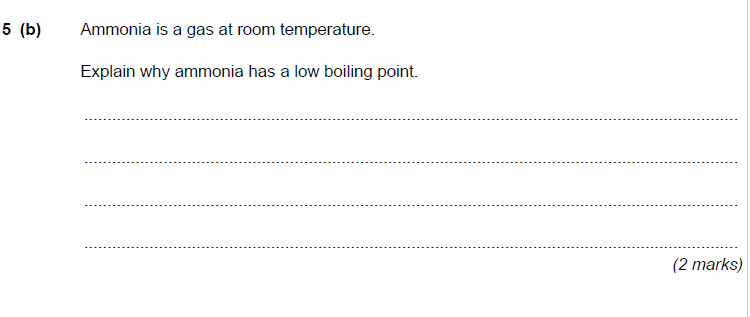 5 (b) Ammonia is a gas at room temperature.
Explain why ammonia has a low boiling point.
(2 marks)